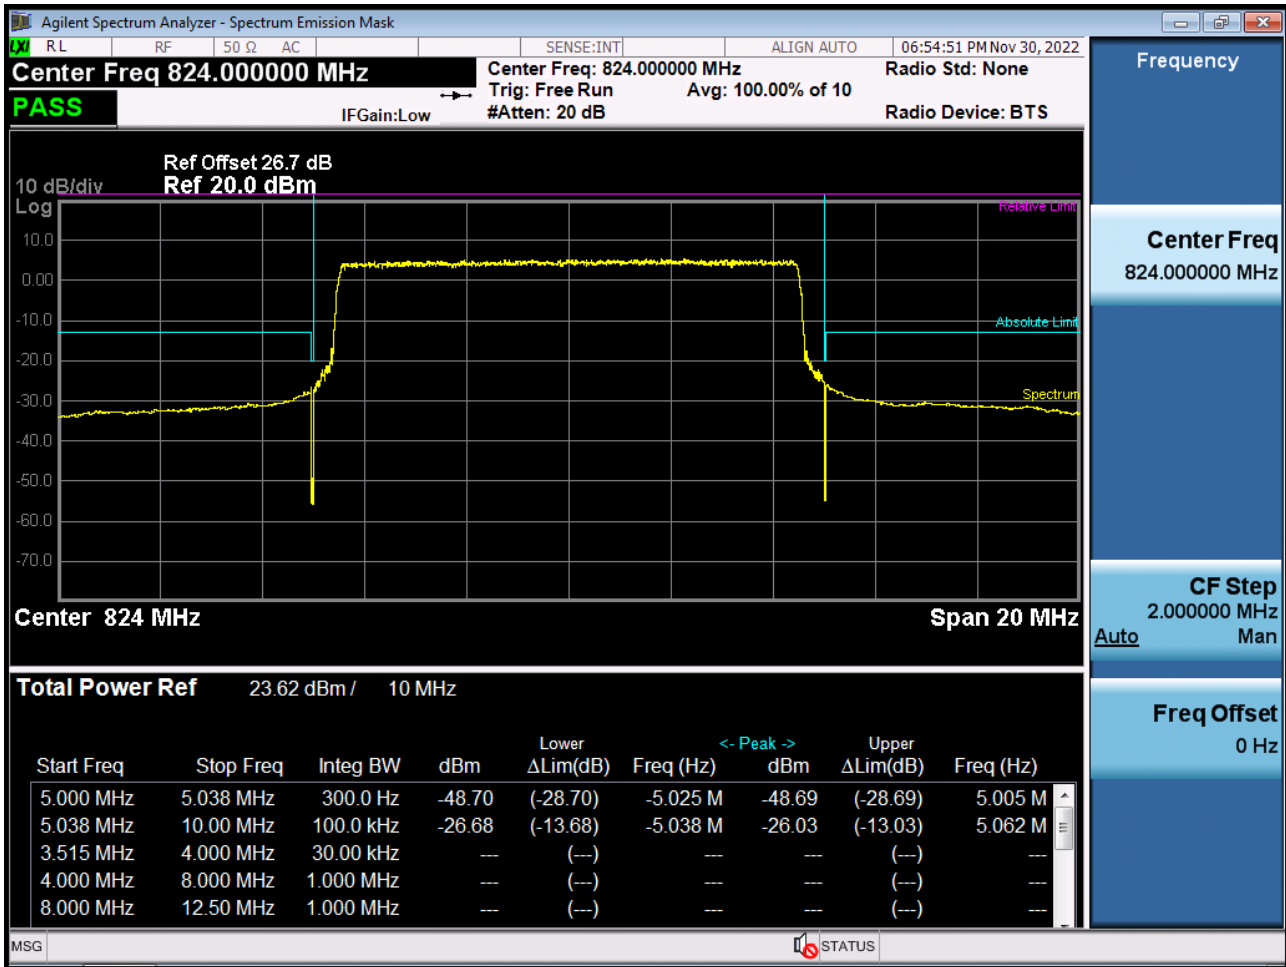 Agilent Spectrum Analyzer - Spectrum Emission Mask
LXI RL RF 50 Ω AC SENSE:INT ALIGN AUTO 06:54:51 PM Nov 30, 2022
Center Freq 824.000000 MHz
Center Freq: 824.000000 MHz
Radio Std: None
Trig: Free Run Avg: 100.00% of 10
PASS
IFGain:Low
#Atten: 20 dB
Radio Device: BTS
Ref Offset 26.7 dB
10 dB/div Ref 20.0 dBm
Log
Relative Limit
10.0
0.00
-10.0
Absolute Limit
-20.0
-30.0
Spectrum
-40.0
-50.0
-60.0
-70.0
Center 824 MHz Span 20 MHz
Total Power Ref 23.62 dBm / 10 MHz
Lower <- Peak -> Upper
Start Freq Stop Freq Integ BW dBm ΔLim(dB) Freq (Hz) dBm ΔLim(dB) Freq (Hz)
5.000 MHz 5.038 MHz 300.0 Hz -48.70 (-28.70) -5.025 M -48.69 (-28.69) 5.005 M
5.038 MHz 10.00 MHz 100.0 kHz -26.68 (-13.68) -5.038 M -26.03 (-13.03) 5.062 M
3.515 MHz 4.000 MHz 30.00 kHz --- (---) --- --- (---) ---
4.000 MHz 8.000 MHz 1.000 MHz --- (---) --- --- (---) ---
8.000 MHz 12.50 MHz 1.000 MHz --- (---) --- --- (---) ---
MSG STATUS
Frequency
Center Freq
824.000000 MHz
CF Step
2.000000 MHz
Auto Man
Freq Offset
0 Hz